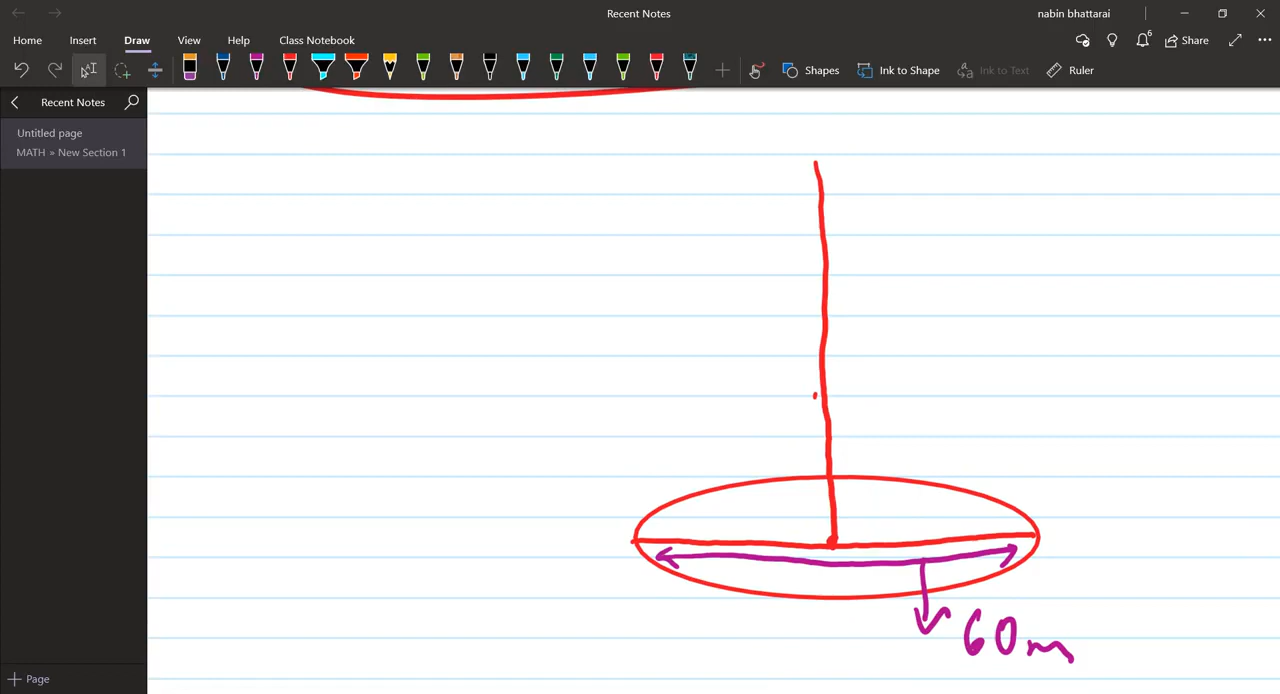 Recent Notes
nabin bhattarai
Home Insert Draw View Help Class Notebook
6
Share
Shapes
Ink to Shape
Ink to Text
Ruler
Recent Notes
Untitled page
MATH » New Section 1
60m
Page